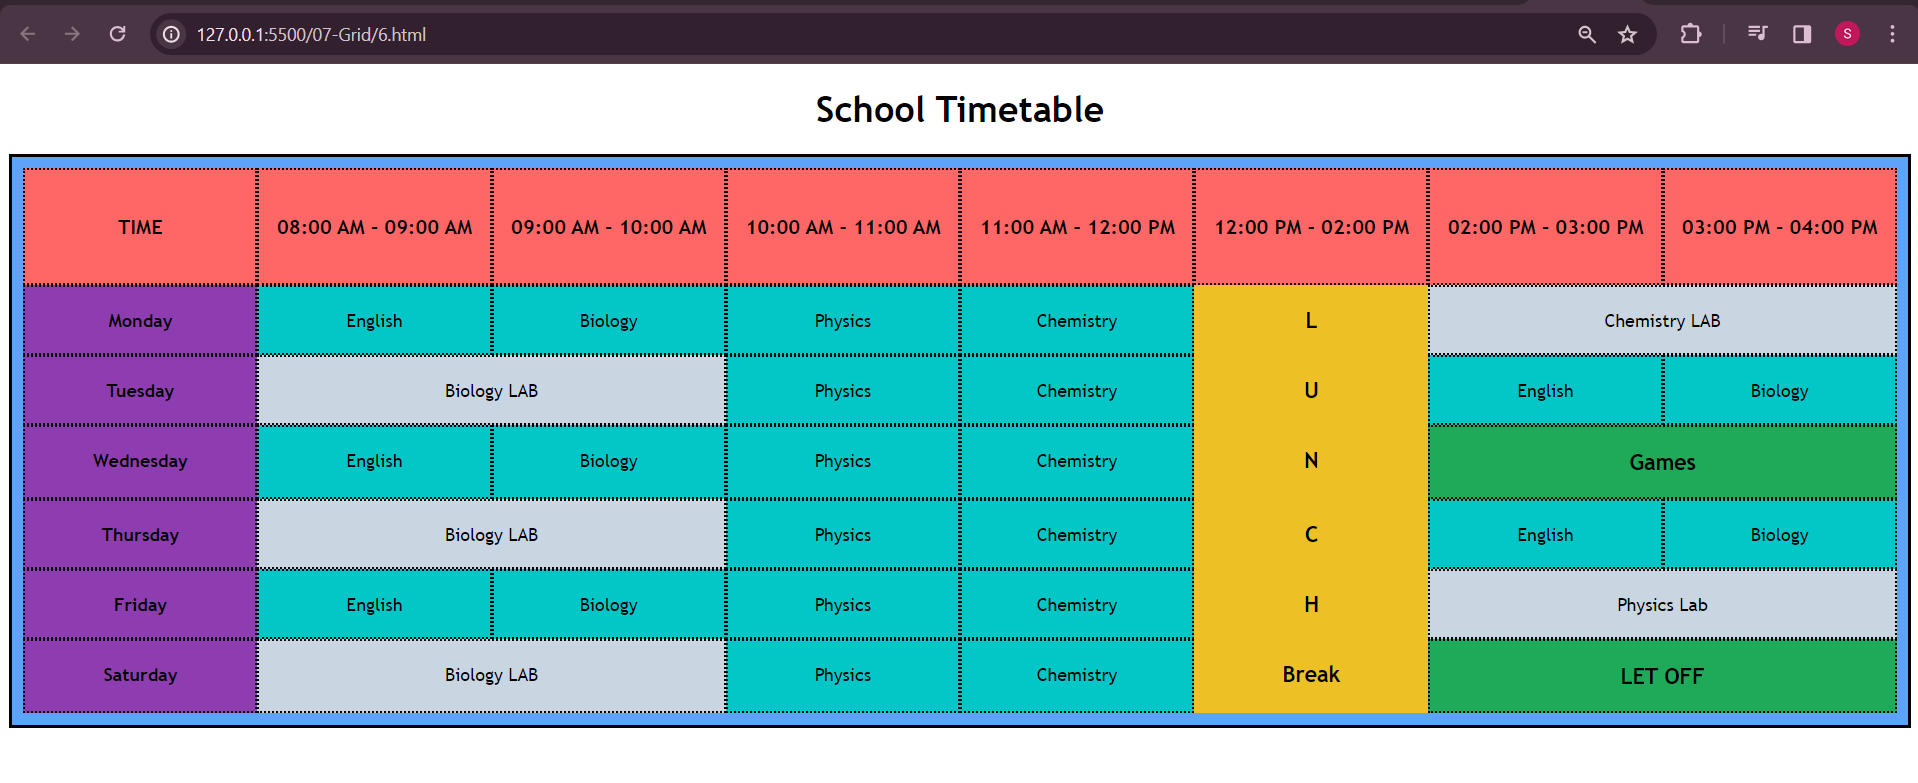 127.0.0.1:5500/07-Grid/6.html
S
School Timetable
TIME 08:00 AM - 09:00 AM 09:00 AM - 10:00 AM 10:00 AM - 11:00 AM 11:00 AM - 12:00 PM 12:00 PM - 02:00 PM 02:00 PM - 03:00 PM 03:00 PM - 04:00 PM
Monday English Biology Physics Chemistry L Chemistry LAB
Tuesday Biology LAB Physics Chemistry U English Biology
Wednesday English Biology Physics Chemistry N Games
Thursday Biology LAB Physics Chemistry C English Biology
Friday English Biology Physics Chemistry H Physics Lab
Saturday Biology LAB Physics Chemistry Break LET OFF